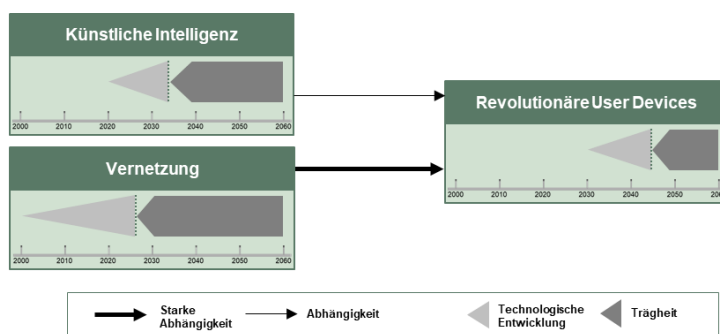 Künstliche Intelligenz
2000 2010 2020 2030 2040 2050 2060
Vernetzung
2000 2010 2020 2030 2040 2050 2060
Revolutionäre User Devices
2000 2010 2020 2030 2040 2050 2060
Starke
Abhängigkeit
Abhängigkeit
Technologische
Entwicklung
Trägheit